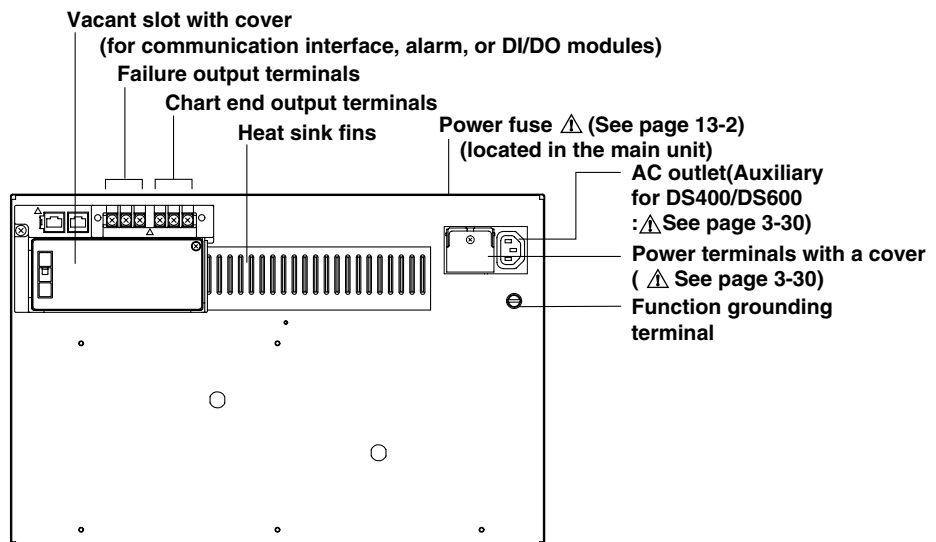 Vacant slot with cover
(for communication interface, alarm, or DI/DO modules)
Failure output terminals
Chart end output terminals
Heat sink fins
Power fuse ⚠ (See page 13-2)
(located in the main unit)
AC outlet(Auxiliary
for DS400/DS600
:⚠See page 3-30)
Power terminals with a cover
( ⚠ See page 3-30)
Function grounding
terminal